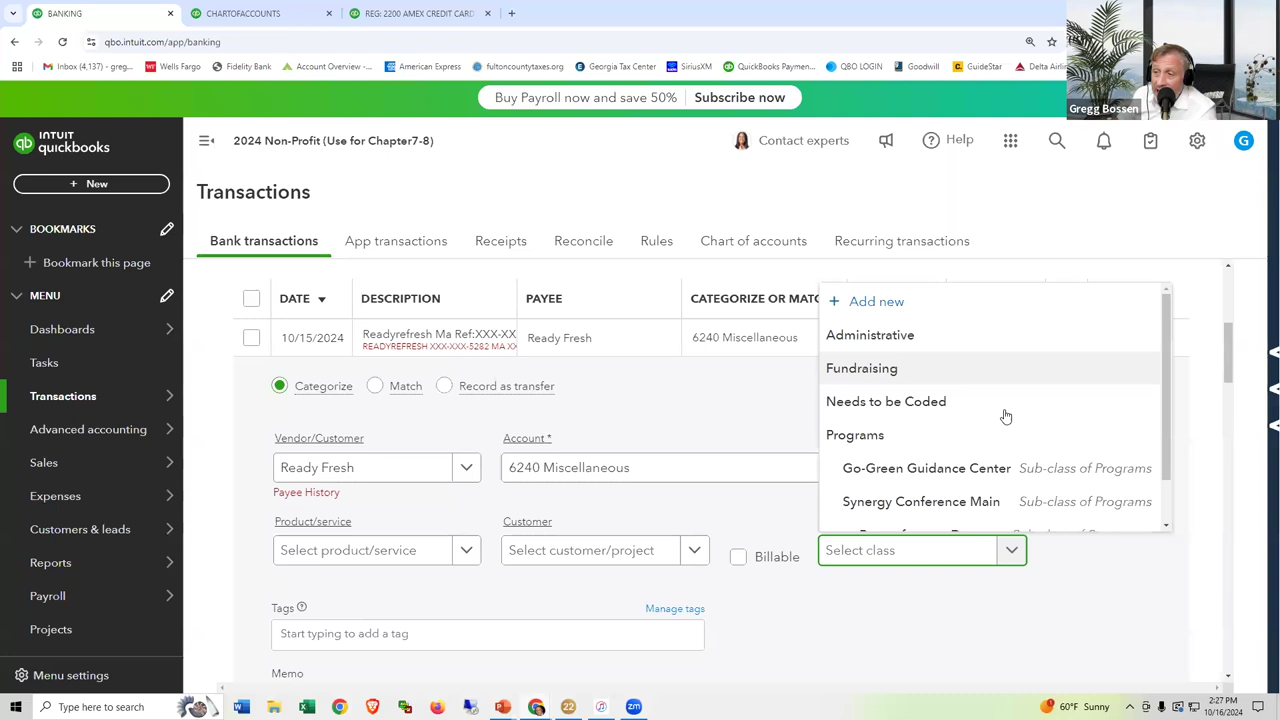 BANKING
CHARTOFACCOUNTS
REG: 2200 AMEX CREDIT CARD
qbo.intuit.com/app/banking
Inbox (4,137) - greg...
Wells Fargo
Fidelity Bank
Account Overview -...
American Express
fultoncountytaxes.org
Georgia Tax Center
SiriusXM
QuickBooks Paymen...
QBO LOGIN
Goodwill
GuideStar
Delta Airli
Gregg Bossen
Buy Payroll now and save 50%
Subscribe now
INTUIT
quickbooks
2024 Non-Profit (Use for Chapter7-8)
Contact experts
Help
G
+ New
Transactions
BOOKMARKS
+ Bookmark this page
MENU
Dashboards
Tasks
Transactions
Advanced accounting
Sales
Expenses
Customers & leads
Reports
Payroll
Projects
Menu settings
Bank transactions
App transactions
Receipts
Reconcile
Rules
Chart of accounts
Recurring transactions
DATE ▼
DESCRIPTION
PAYEE
CATEGORIZE OR MATC
10/15/2024
Readyrefresh Ma Ref:XXX-XX
READYREFRESH XXX-XXX-5282 MA XX
Ready Fresh
6240 Miscellaneous
Categorize
Match
Record as transfer
Vendor/Customer
Account *
Ready Fresh
6240 Miscellaneous
Payee History
Product/service
Customer
Select product/service
Select customer/project
Billable
Select class
+ Add new
Administrative
Fundraising
Needs to be Coded
Programs
Go-Green Guidance Center Sub-class of Programs
Synergy Conference Main Sub-class of Programs
Tags
Manage tags
Start typing to add a tag
Memo
Type here to search
22
60°F Sunny
2:27 PM
10/16/2024